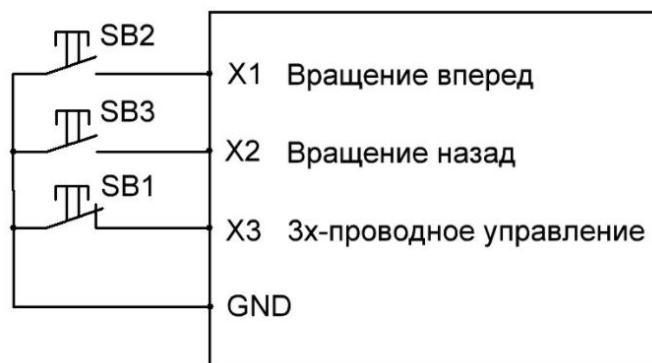 SB2
X1 Вращение вперед
SB3
X2 Вращение назад
SB1
X3 3х-проводное управление
GND